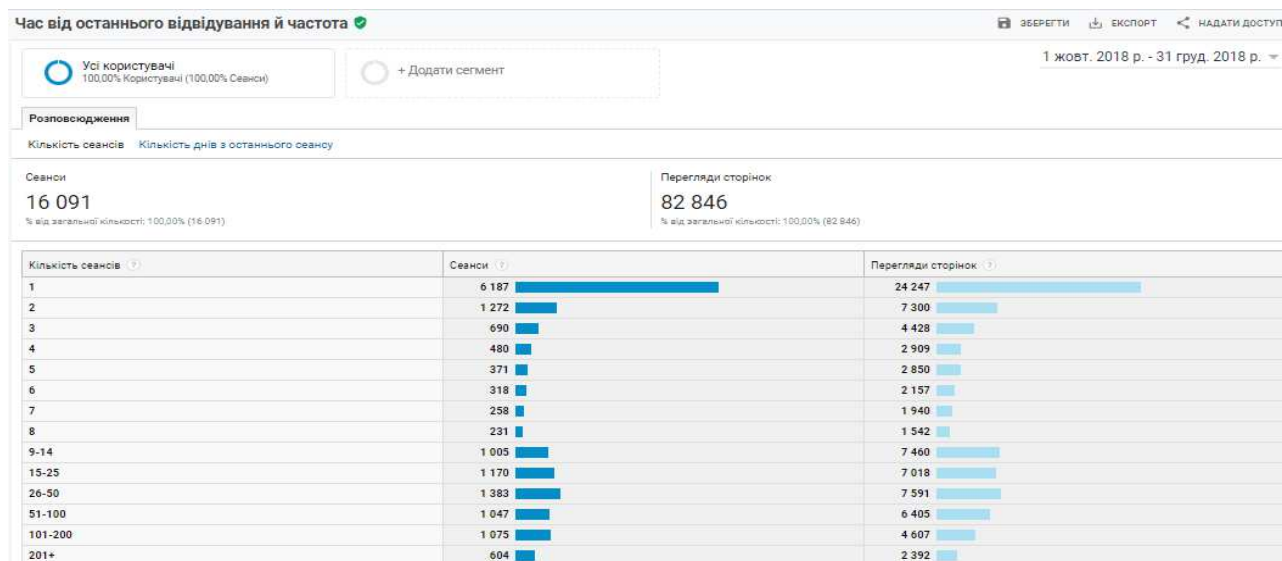 Час від останнього відвідування й частота
ЗБЕРЕГТИ ЕКСПОРТ НАДАТИ ДОСТУП
Усі користувачі
100,00% Користувачі (100,00% Сеанси)
+ Додати сегмент
1 жовт. 2018 р. - 31 груд. 2018 р.
Розповсюдження
Кількість сеансів Кількість днів з останнього сеансу
Сеанси Перегляди сторінок
16 091 82 846
% від загальної кількості: 100,00% (16 091) % від загальної кількості: 100,00% (82 846)
Кількість сеансів ? Сеанси ? Перегляди сторінок ?
1 6 187 24 247
2 1 272 7 300
3 690 4 428
4 480 2 909
5 371 2 850
6 318 2 157
7 258 1 940
8 231 1 542
9-14 1 005 7 460
15-25 1 170 7 018
26-50 1 383 7 591
51-100 1 047 6 405
101-200 1 075 4 607
201+ 604 2 392